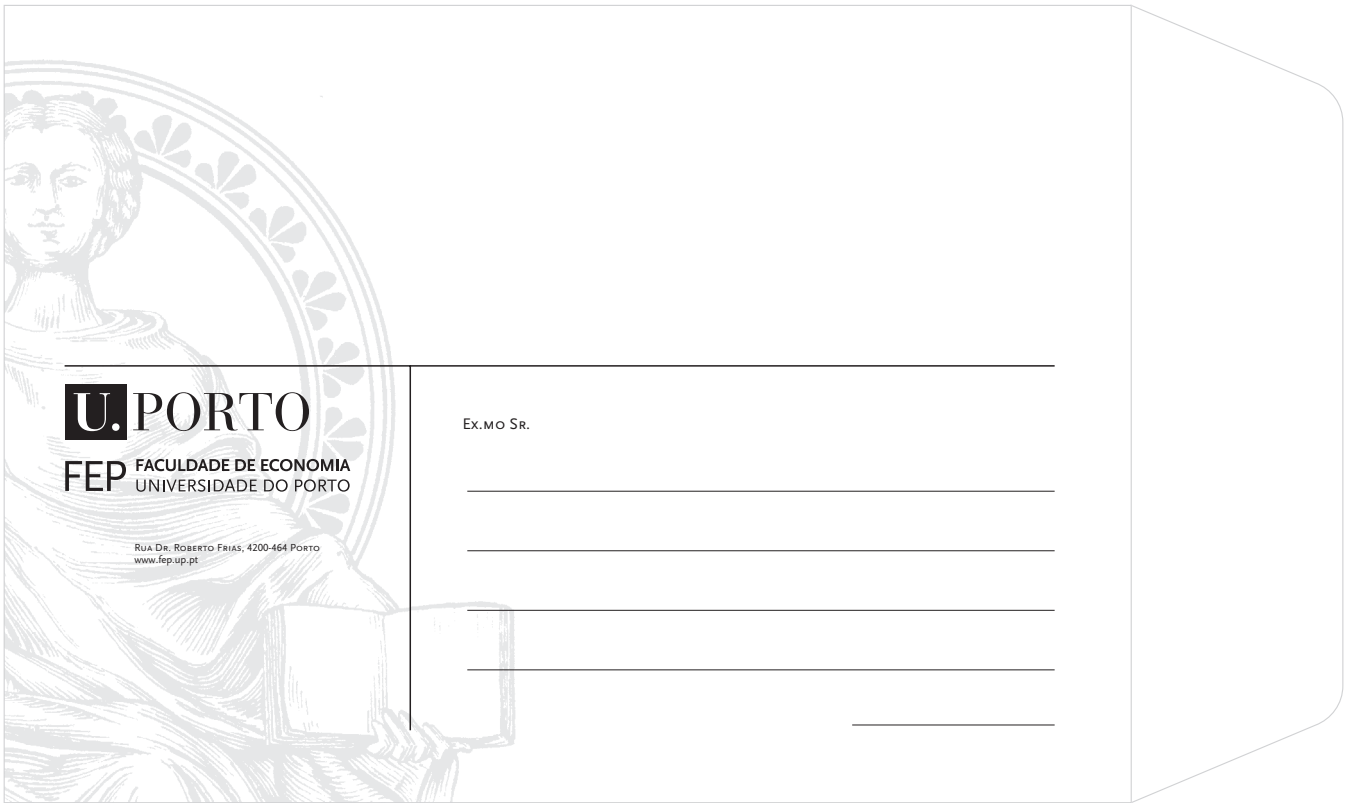 U.PORTO
FEP FACULDADE DE ECONOMIA
UNIVERSIDADE DO PORTO
Rua Dr. Roberto Frias, 4200-464 Porto
www.fep.up.pt
Ex.mo Sr.